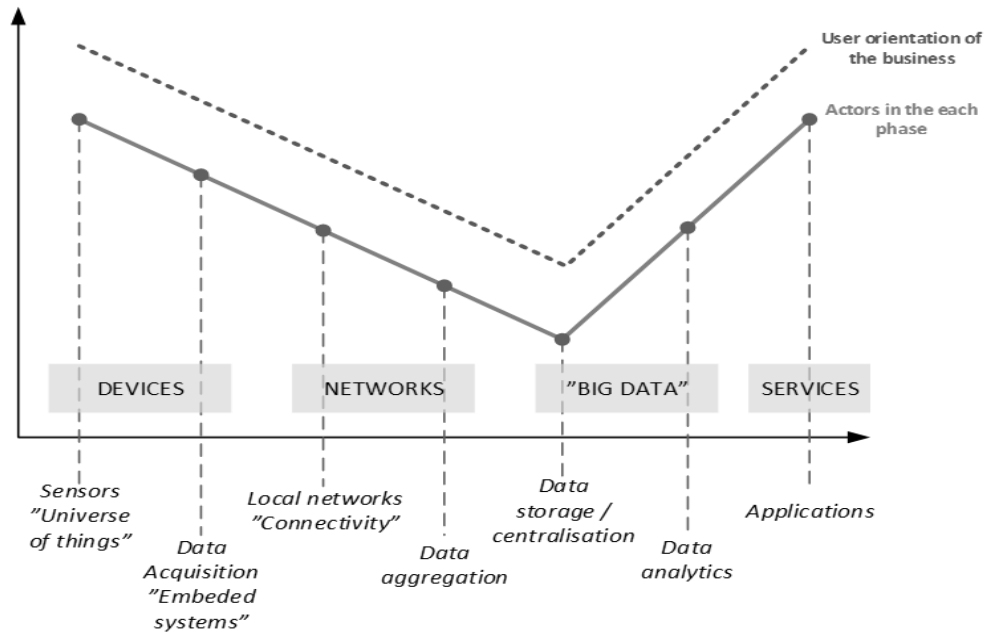 User orientation of
the business
Actors in the each
phase
DEVICES
NETWORKS
”BIG DATA”
SERVICES
Sensors
”Universe
of things”
Data
Acquisition
”Embeded
systems”
Local networks
”Connectivity”
Data
aggregation
Data
storage /
centralisation
Data
analytics
Applications